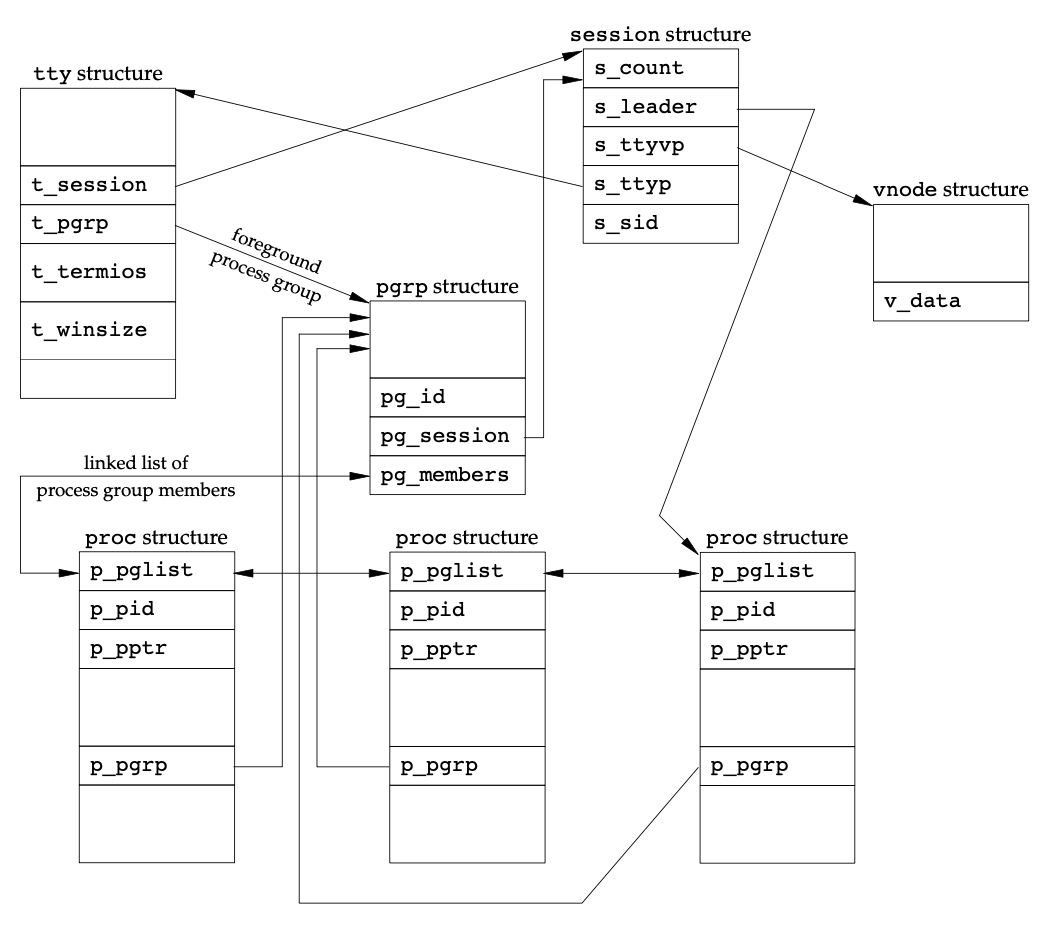 session structure
s_count
s_leader
s_ttyvp
s_ttyp
s_sid
tty structure
t_session
t_pgrp
t_termios
t_winsize
vnode structure
v_data
foreground
process group
pgrp structure
pg_id
pg_session
pg_members
linked list of
process group members
proc structure
p_pglist
p_pid
p_pptr
p_pgrp
proc structure
p_pglist
p_pid
p_pptr
p_pgrp
proc structure
p_pglist
p_pid
p_pptr
p_pgrp